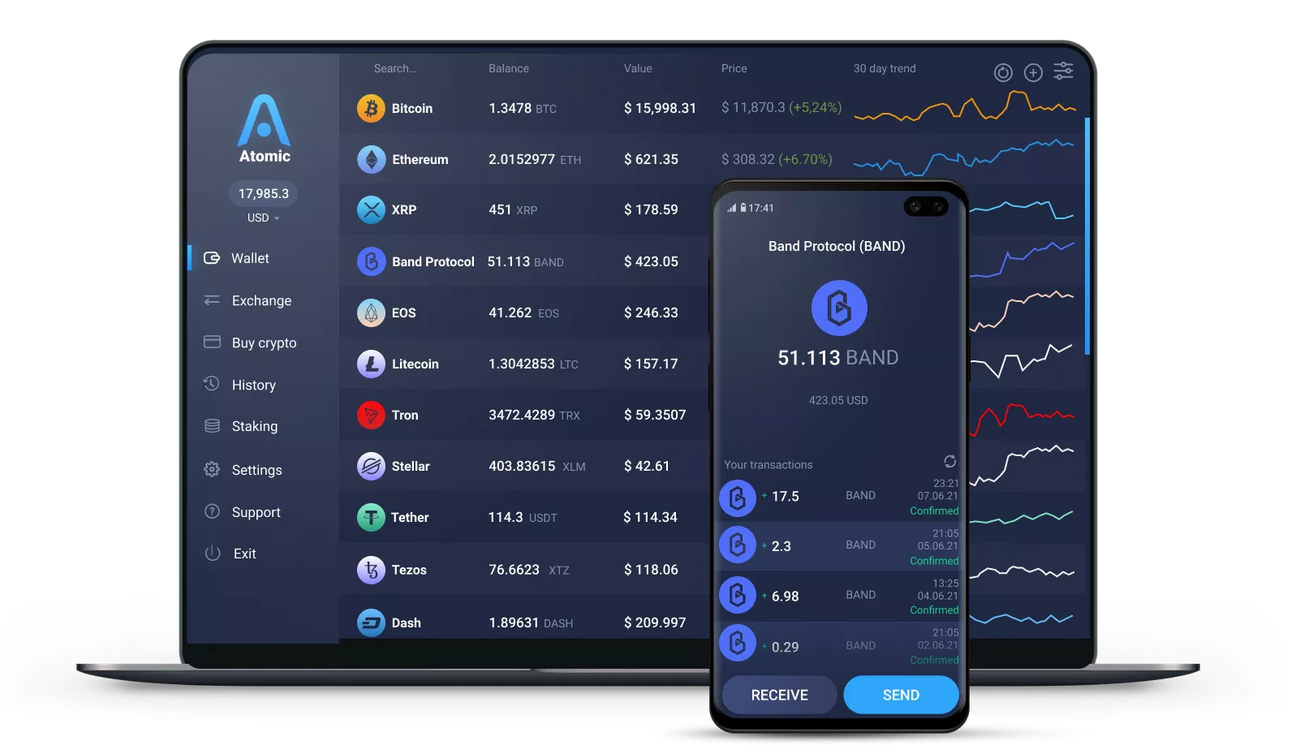 Search... Balance Value Price 30 day trend
Atomic
17,985.3
USD
Wallet
Exchange
Buy crypto
History
Staking
Settings
Support
Exit
Bitcoin 1.3478 BTC $ 15,998.31 $ 11,870.3 (+5,24%)
Ethereum 2.0152977 ETH $ 621.35 $ 308.32 (+6.70%)
XRP 451 XRP $ 178.59
Band Protocol 51.113 BAND $ 423.05
EOS 41.262 EOS $ 246.33
Litecoin 1.3042853 LTC $ 157.17
Tron 3472.4289 TRX $ 59.3507
Stellar 403.83615 XLM $ 42.61
Tether 114.3 USDT $ 114.34
Tezos 76.6623 XTZ $ 118.06
Dash 1.89631 DASH $ 209.997
17:41
Band Protocol (BAND)
51.113 BAND
423.05 USD
Your transactions
23:21
+ 17.5 BAND 07.06.21
Confirmed
21:05
+ 2.3 BAND 05.06.21
Confirmed
13:25
+ 6.98 BAND 04.06.21
Confirmed
21:05
+ 0.29 BAND 02.06.21
Confirmed
RECEIVE SEND